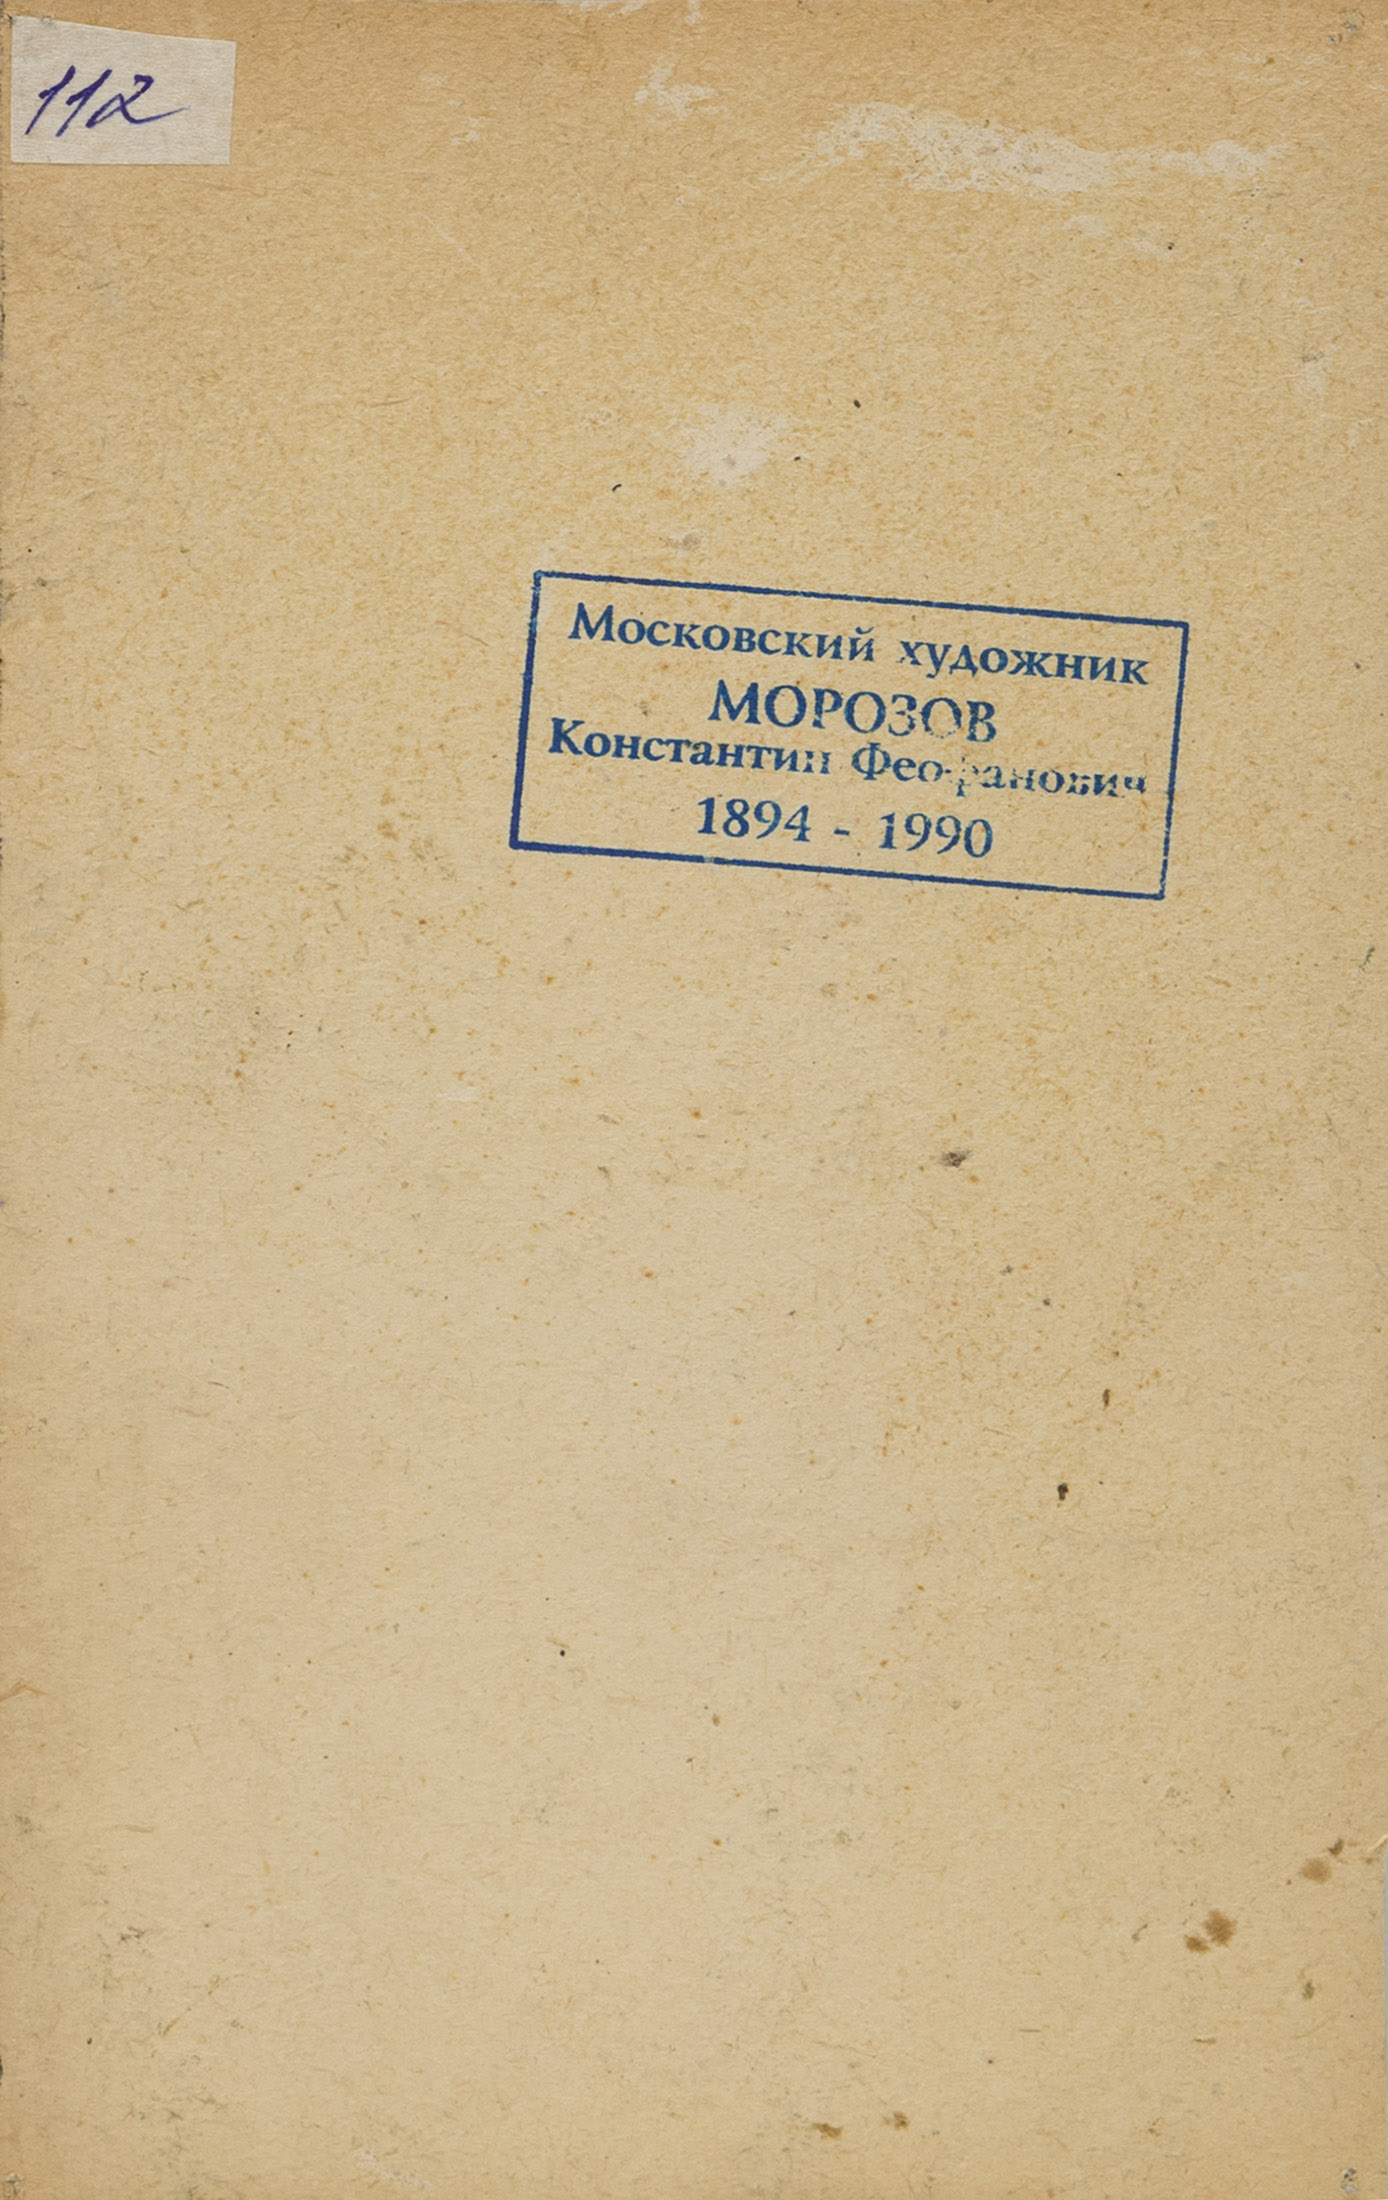 112
Московский художник
МОРОЗОВ
Константин Феофанович
1894 - 1990